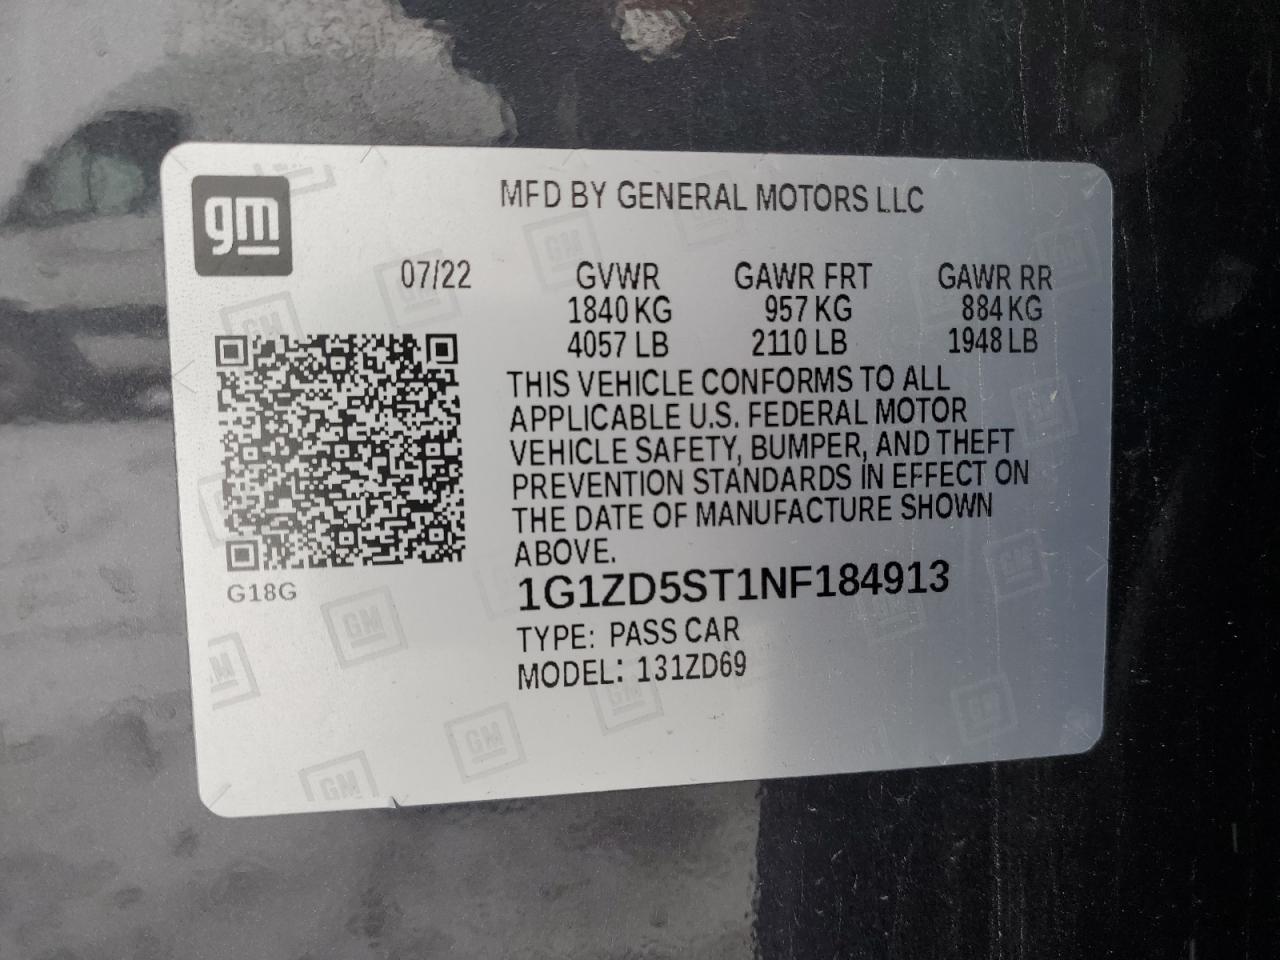 MFD BY GENERAL MOTORS LLC
gm
07/22 GVWR GAWR FRT GAWR RR
1840 KG 957 KG 884 KG
4057 LB 2110 LB 1948 LB
THIS VEHICLE CONFORMS TO ALL
APPLICABLE U.S. FEDERAL MOTOR
VEHICLE SAFETY, BUMPER, AND THEFT
PREVENTION STANDARDS IN EFFECT ON
THE DATE OF MANUFACTURE SHOWN
ABOVE.
G18G
1G1ZD5ST1NF184913
TYPE: PASS CAR
MODEL: 131ZD69